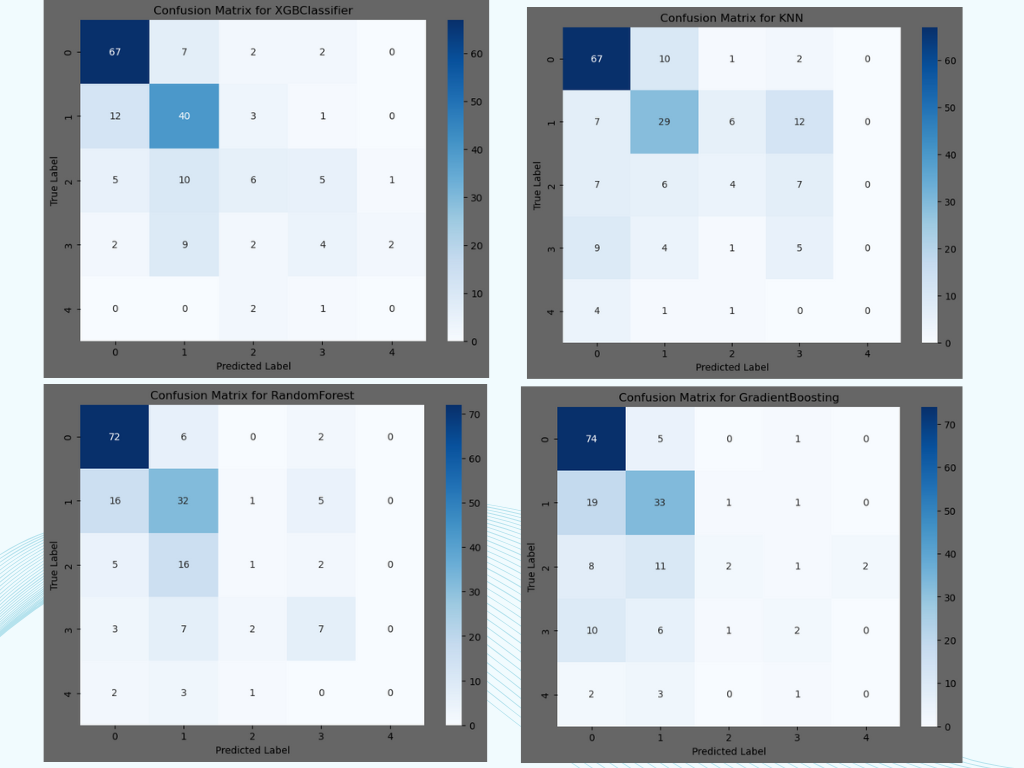 Confusion Matrix for XGBClassifier
True Label
0 67 7 2 2 0
1 12 40 3 1 0
2 5 10 6 5 1
3 2 9 2 4 2
4 0 0 2 1 0
0 1 2 3 4
Predicted Label
60
50
40
30
20
10
0
Confusion Matrix for KNN
True Label
0 67 10 1 2 0
1 7 29 6 12 0
2 7 6 4 7 0
3 9 4 1 5 0
4 4 1 1 0 0
0 1 2 3 4
Predicted Label
60
50
40
30
20
10
0
Confusion Matrix for RandomForest
True Label
0 72 6 0 2 0
1 16 32 1 5 0
2 5 16 1 2 0
3 3 7 2 7 0
4 2 3 1 0 0
0 1 2 3 4
Predicted Label
70
60
50
40
30
20
10
0
Confusion Matrix for GradientBoosting
True Label
0 74 5 0 1 0
1 19 33 1 1 0
2 8 11 2 1 2
3 10 6 1 2 0
4 2 3 0 1 0
0 1 2 3 4
Predicted Label
70
60
50
40
30
20
10
0